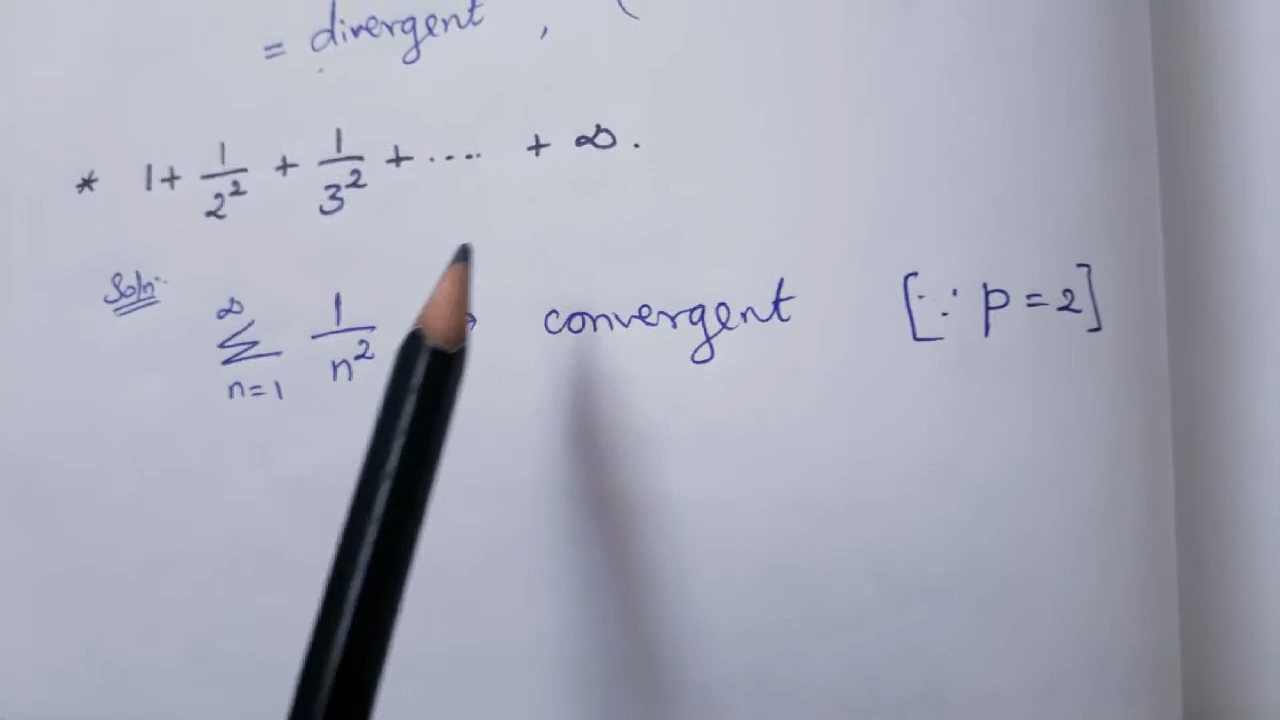 = divergent ,
* 1 + 1/2² + 1/3² + .... + ∞.
Soln:
∞ Σ n=1 1/n² → convergent [∵ p = 2]